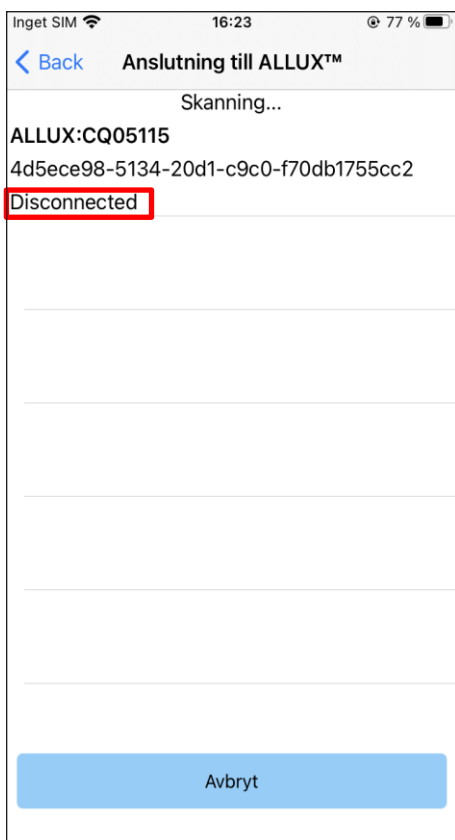 Inget SIM 16:23 77 %
Back Anslutning till ALLUX™
Skanning...
ALLUX:CQ05115
4d5ece98-5134-20d1-c9c0-f70db1755cc2
Disconnected
Avbryt